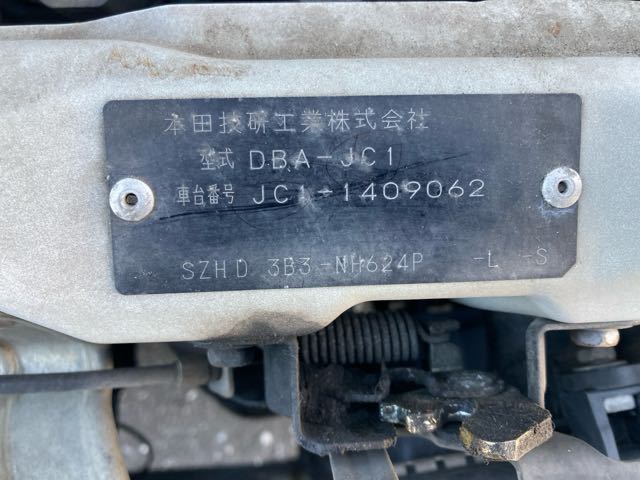 本田技研工業株式会社
型式 DBA-JC1
車台番号 JC1-1409062
SZHD 3B3-NH624P -L -S